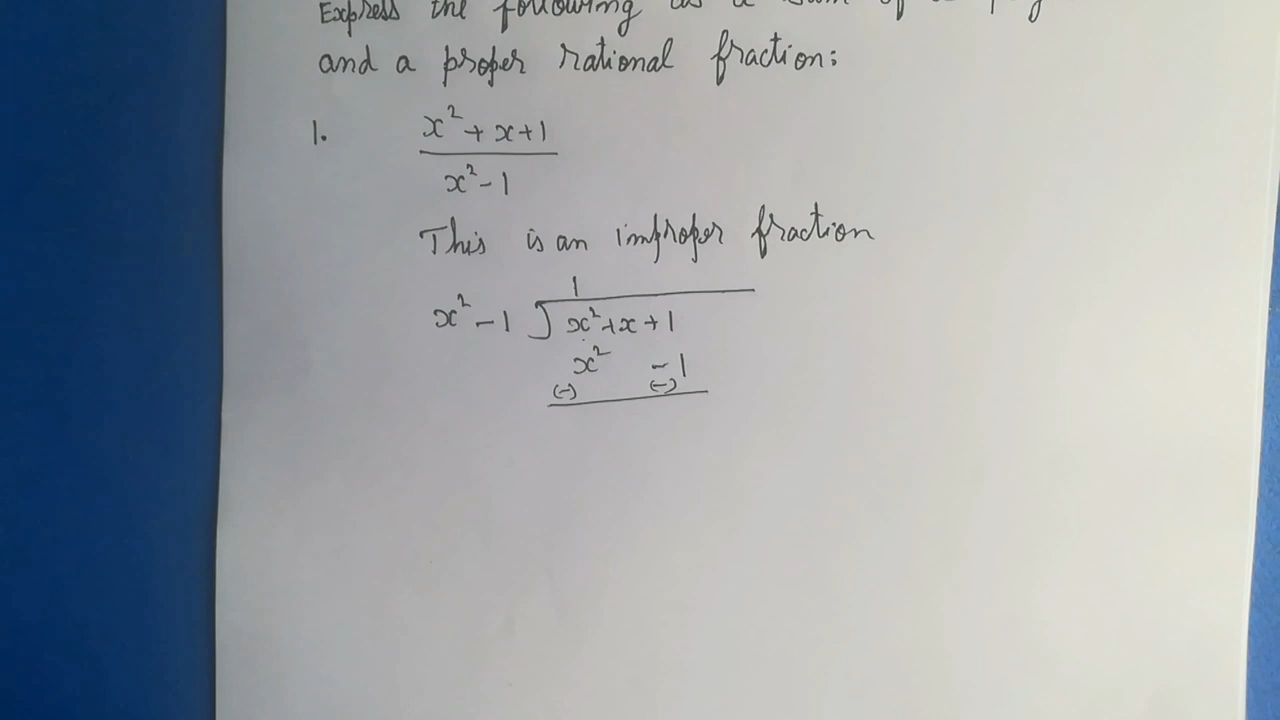 Express the following as a sum of a
and a proper rational fraction:
1. x² + x + 1
x² - 1
This is an improper fraction
1
x² - 1 ) x² + x + 1
x² - 1
(-) (-)